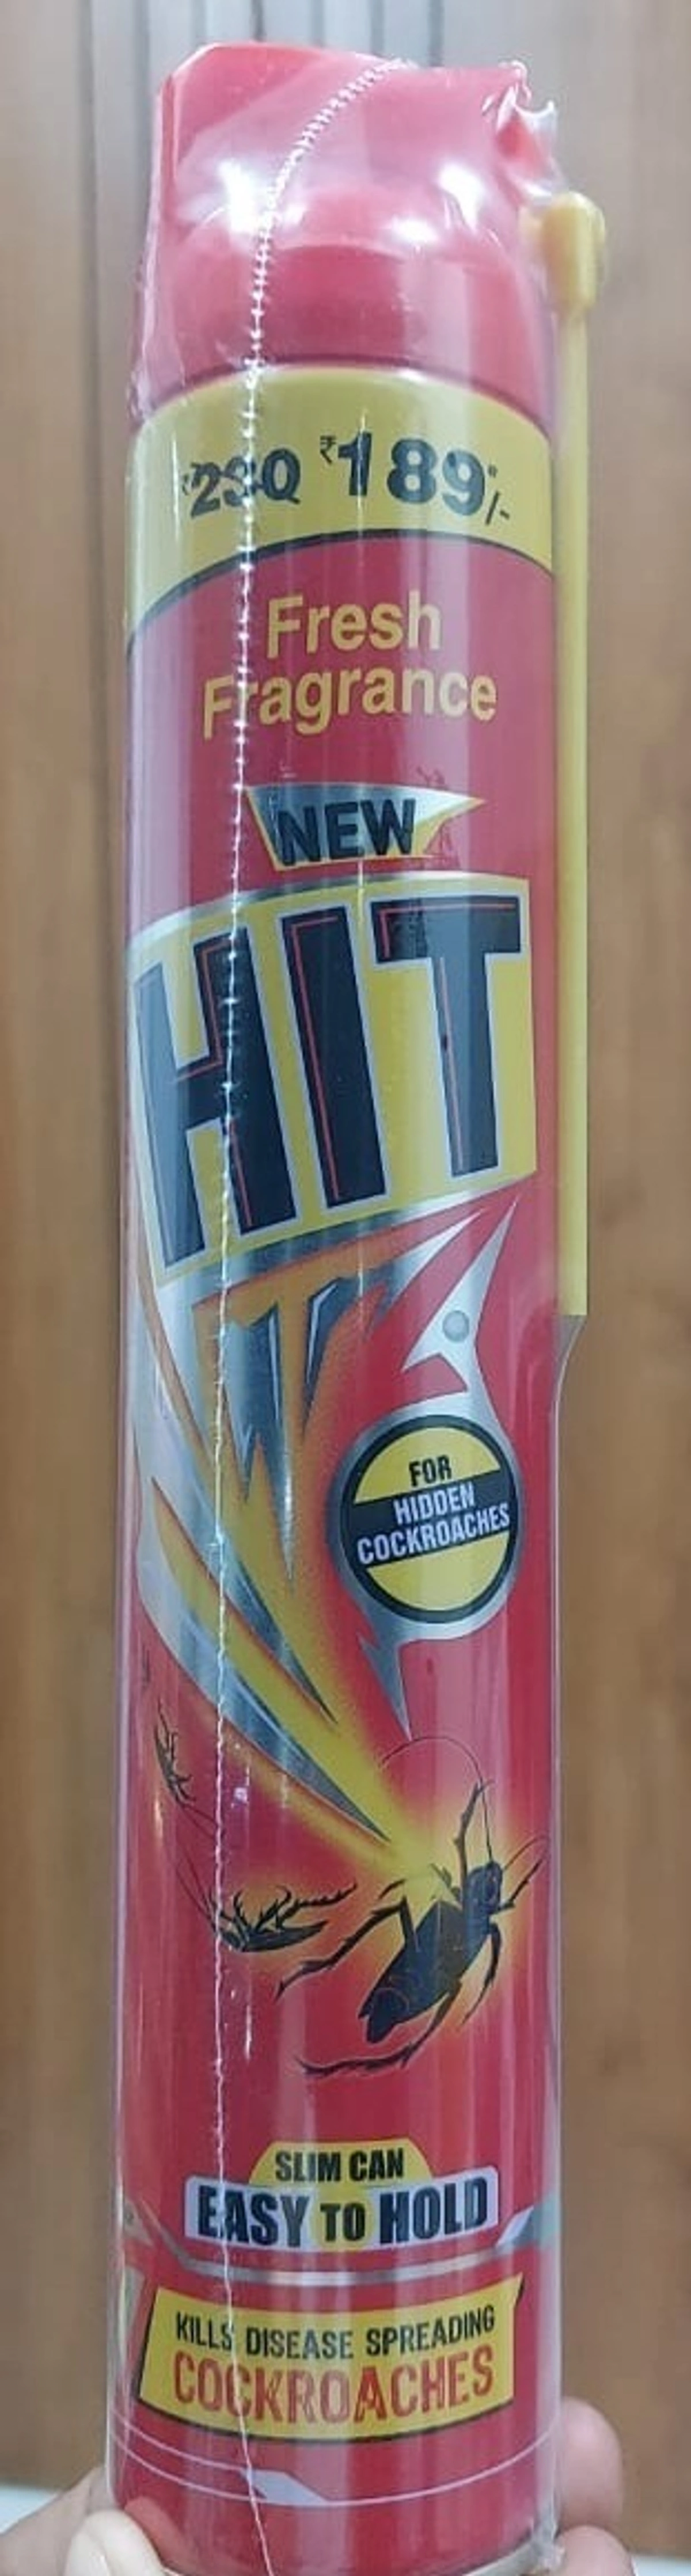 ₹230 ₹189*/-
Fresh
Fragrance
NEW
HIT
FOR
HIDDEN
COCKROACHES
SLIM CAN
EASY TO HOLD
KILLS DISEASE SPREADING
COCKROACHES